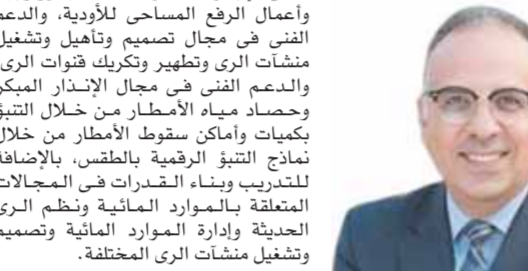 وأعمال الرفع المساحى للأودية، والدعم
الفنى فى مجال تصميم وتأهيل وتشغيل
منشآت الرى وتطهير وتكريك قنوات الرى
والدعم الفنى فى مجال الإنذار المبكر
وحصاد مياه الأمطار من خلال التنبؤ
بكميات وأماكن سقوط الأمطار من خلال
نماذج التنبؤ الرقمية بالطقس، بالإضافة
للتدريب وبناء القدرات فى المجالات
المتعلقة بالموارد المائية ونظم الرى
الحديثة وإدارة الموارد المائية وتصميم
وتشغيل منشآت الرى المختلفة.